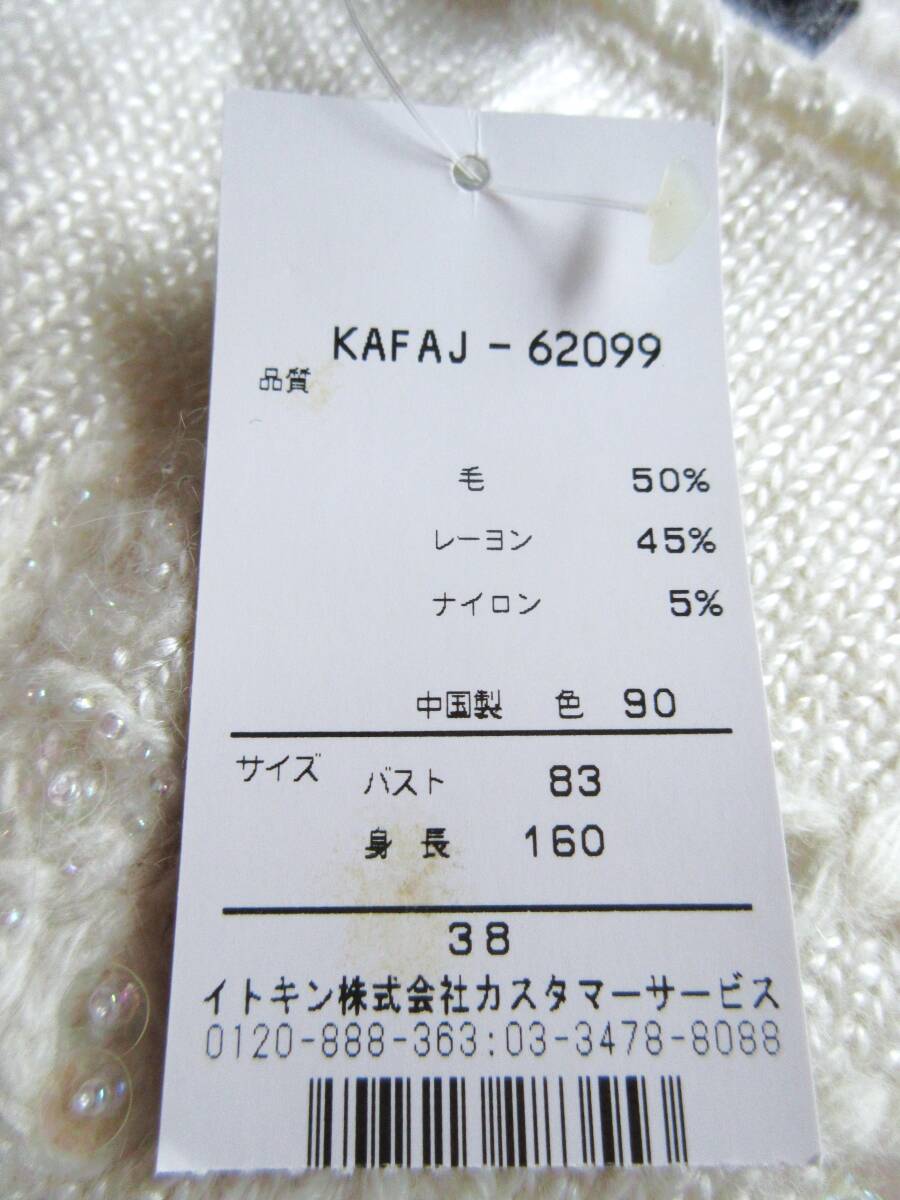 KAFAJ - 62099
品質
毛 50%
レーヨン 45%
ナイロン 5%
中国製 色 90
サイズ バスト 83
身長 160
38
イトキン株式会社カスタマーサービス
0120-888-363:03-3478-8088